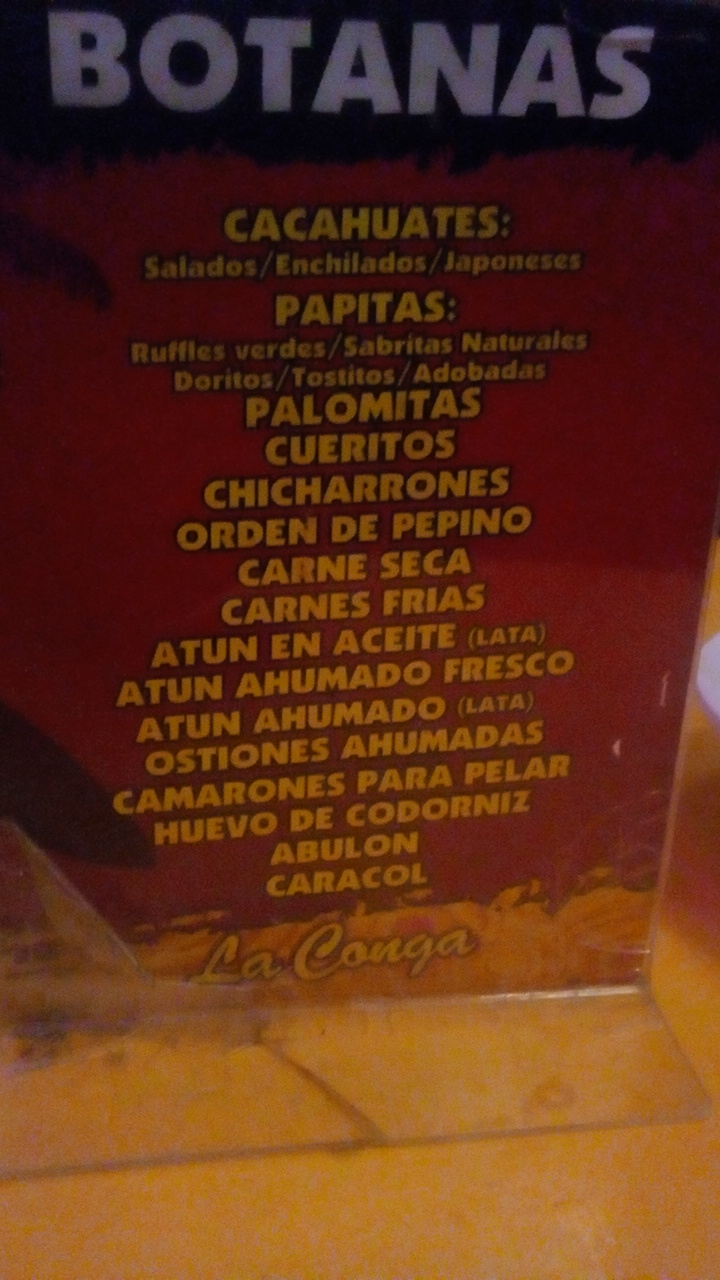 BOTANAS
CACAHUATES:
Salados/Enchilados/Japoneses
PAPITAS:
Ruffles verdes/Sabritas Naturales
Doritos/Tostitos/Adobadas
PALOMITAS
CUERITOS
CHICHARRONES
ORDEN DE PEPINO
CARNE SECA
CARNES FRIAS
ATUN EN ACEITE (LATA)
ATUN AHUMADO FRESCO
ATUN AHUMADO (LATA)
OSTIONES AHUMADAS
CAMARONES PARA PELAR
HUEVO DE CODORNIZ
ABULON
CARACOL
La Conga